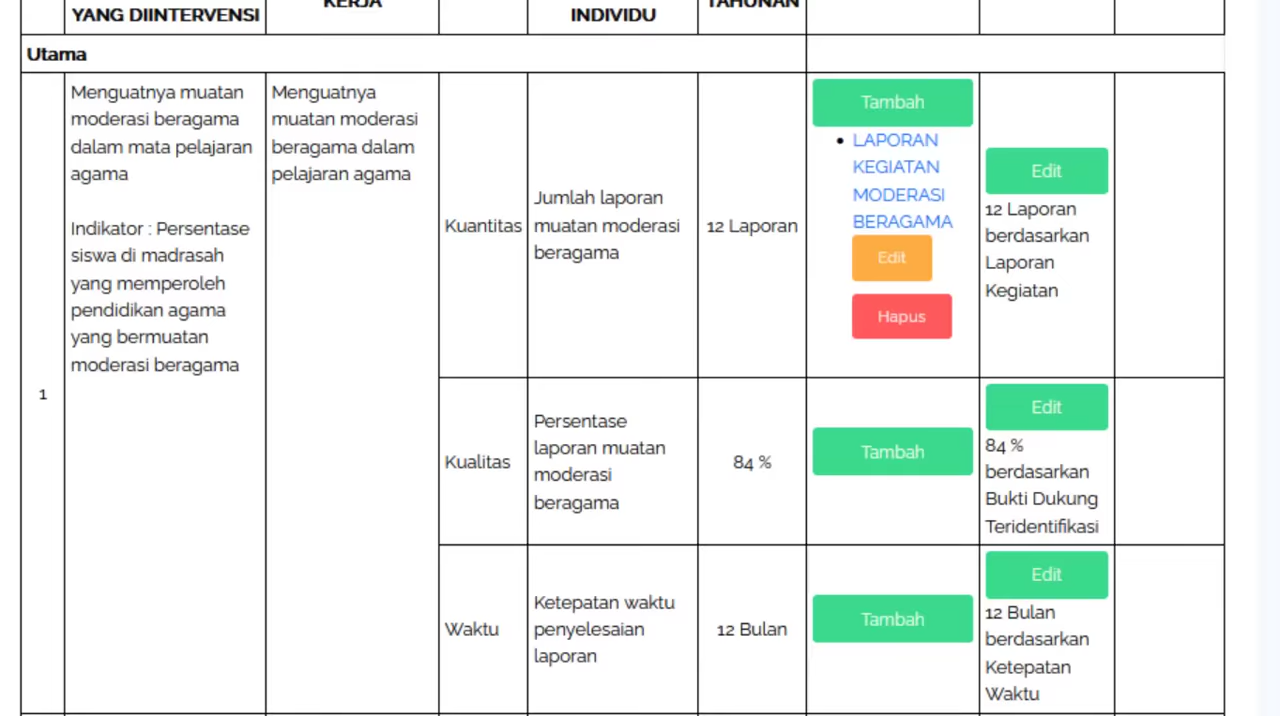 YANG DIINTERVENSI
KERJA
INDIVIDU
TAHUNAN
Utama
1
Menguatnya muatan
moderasi beragama
dalam mata pelajaran
agama
Indikator : Persentase
siswa di madrasah
yang memperoleh
pendidikan agama
yang bermuatan
moderasi beragama
Menguatnya
muatan moderasi
beragama dalam
pelajaran agama
Kuantitas
Jumlah laporan
muatan moderasi
beragama
12 Laporan
Tambah
• LAPORAN
KEGIATAN
MODERASI
BERAGAMA
Edit
Hapus
Edit
12 Laporan
berdasarkan
Laporan
Kegiatan
Kualitas
Persentase
laporan muatan
moderasi
beragama
84 %
Tambah
Edit
84 %
berdasarkan
Bukti Dukung
Teridentifikasi
Waktu
Ketepatan waktu
penyelesaian
laporan
12 Bulan
Tambah
Edit
12 Bulan
berdasarkan
Ketepatan
Waktu